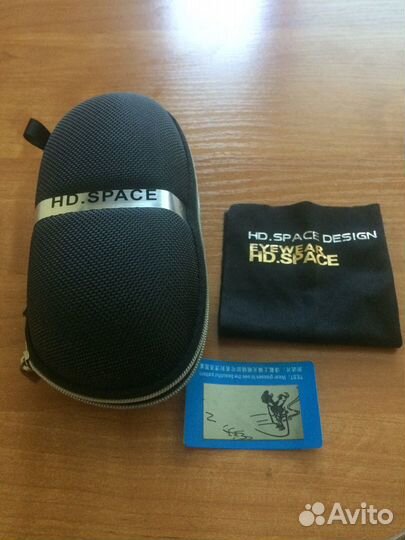 HD.SPACE
HD.SPACE DESIGN
EYEWEAR
HD.SPACE
TEST: Wear glasses to see the beautiful pattern
Avito